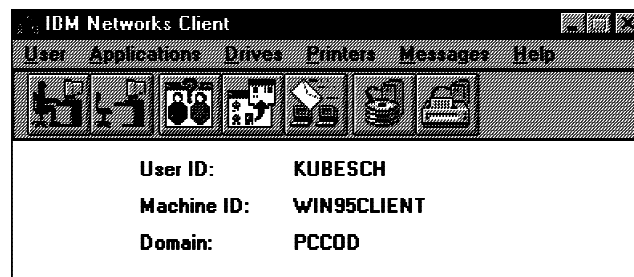 IBM Networks Client
User Applications Drives Printers Messages Help
User ID: KUBESCH
Machine ID: WIN95CLIENT
Domain: PCCOD